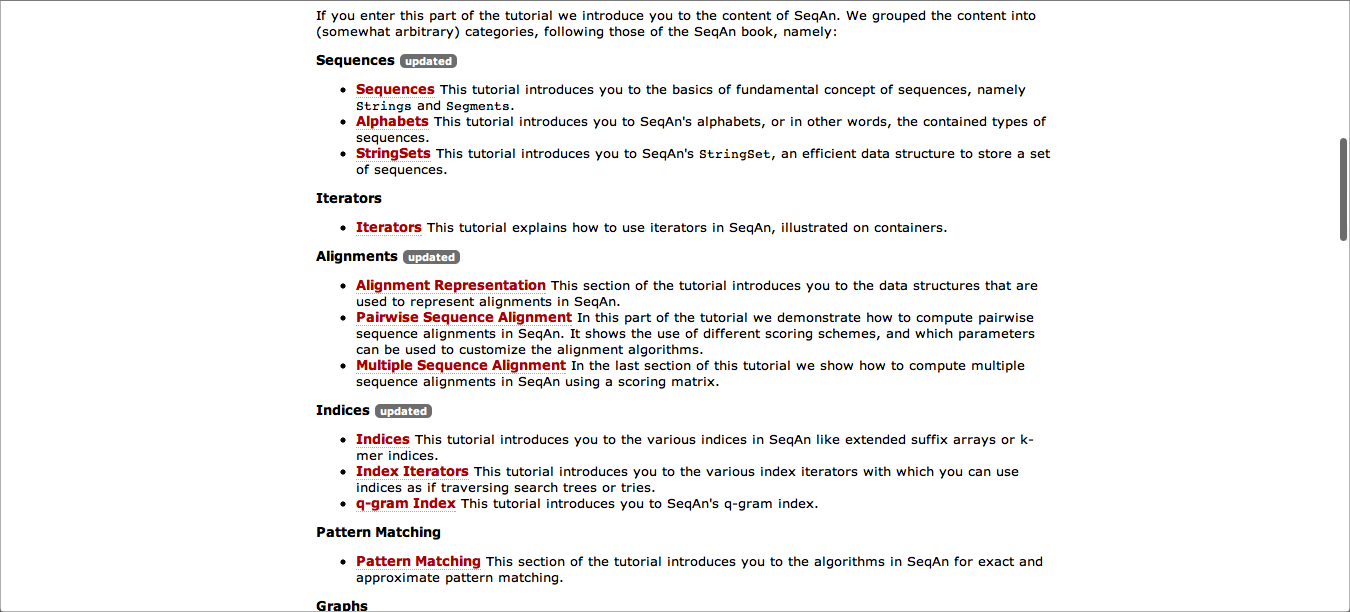 If you enter this part of the tutorial we introduce you to the content of SeqAn. We grouped the content into
(somewhat arbitrary) categories, following those of the SeqAn book, namely:
Sequences updated
• Sequences This tutorial introduces you to the basics of fundamental concept of sequences, namely
Strings and Segments.
• Alphabets This tutorial introduces you to SeqAn's alphabets, or in other words, the contained types of
sequences.
• StringSets This tutorial introduces you to SeqAn's StringSet, an efficient data structure to store a set
of sequences.
Iterators
• Iterators This tutorial explains how to use iterators in SeqAn, illustrated on containers.
Alignments updated
• Alignment Representation This section of the tutorial introduces you to the data structures that are
used to represent alignments in SeqAn.
• Pairwise Sequence Alignment In this part of the tutorial we demonstrate how to compute pairwise
sequence alignments in SeqAn. It shows the use of different scoring schemes, and which parameters
can be used to customize the alignment algorithms.
• Multiple Sequence Alignment In the last section of this tutorial we show how to compute multiple
sequence alignments in SeqAn using a scoring matrix.
Indices updated
• Indices This tutorial introduces you to the various indices in SeqAn like extended suffix arrays or k-
mer indices.
• Index Iterators This tutorial introduces you to the various index iterators with which you can use
indices as if traversing search trees or tries.
• q-gram Index This tutorial introduces you to SeqAn's q-gram index.
Pattern Matching
• Pattern Matching This section of the tutorial introduces you to the algorithms in SeqAn for exact and
approximate pattern matching.
Graphs